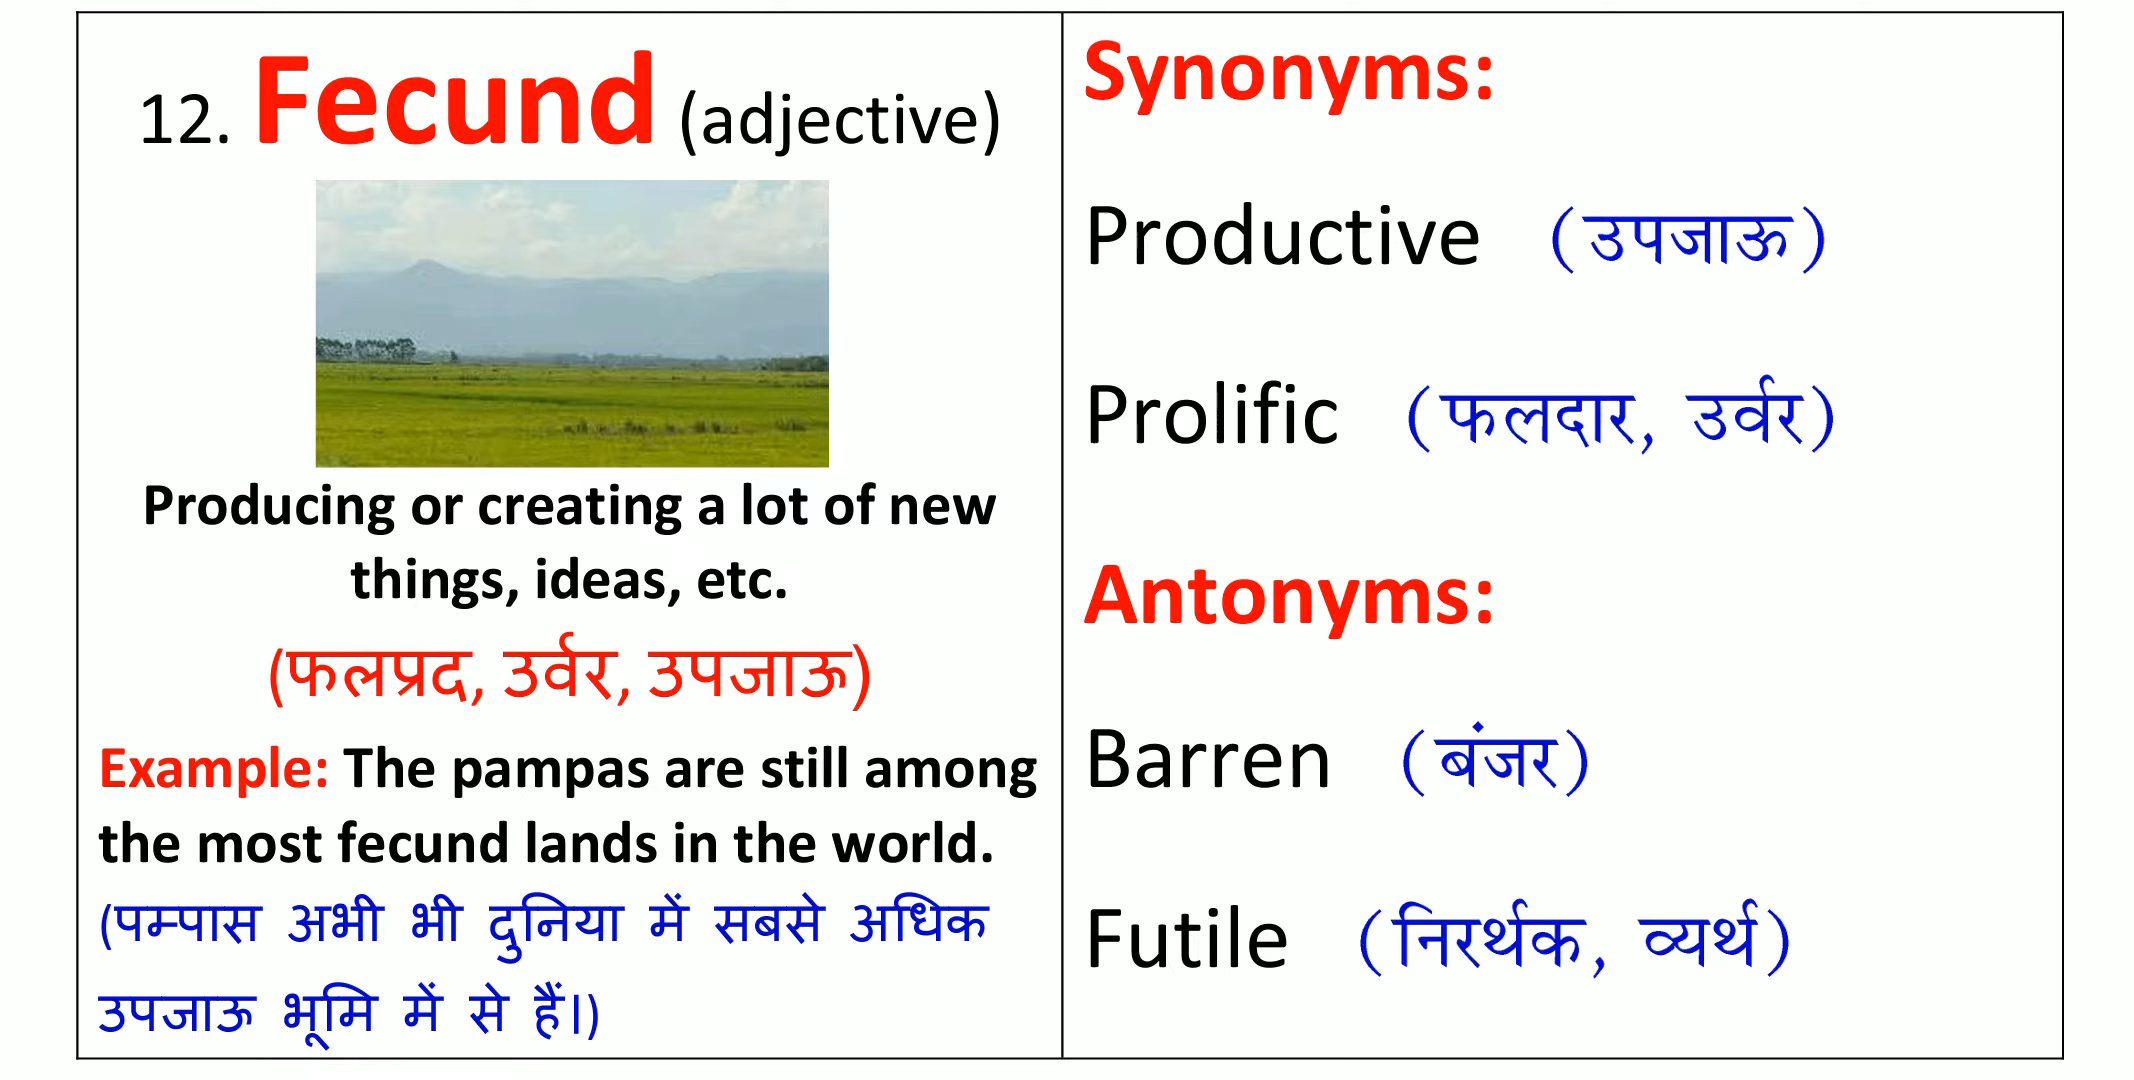 12. Fecund (adjective)
Producing or creating a lot of new
things, ideas, etc.
(फलप्रद, उर्वर, उपजाऊ)
Example: The pampas are still among
the most fecund lands in the world.
(पम्पास अभी भी दुनिया में सबसे अधिक
उपजाऊ भूमि में से हैं।)
Synonyms:
Productive (उपजाऊ)
Prolific (फलदार, उर्वर)
Antonyms:
Barren (बंजर)
Futile (निरर्थक, व्यर्थ)